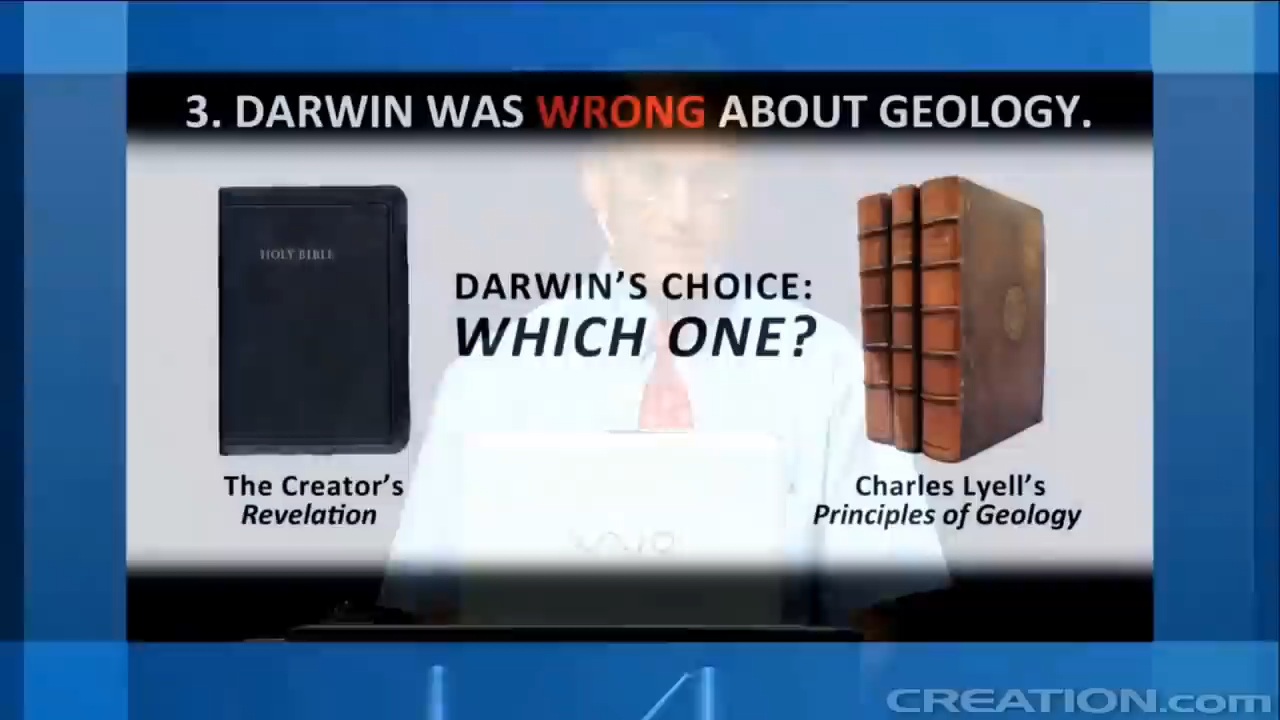 3. DARWIN WAS WRONG ABOUT GEOLOGY.
HOLY BIBLE
DARWIN'S CHOICE:
WHICH ONE?
The Creator's
Revelation
Charles Lyell's
Principles of Geology
VAIO
CREATION.com